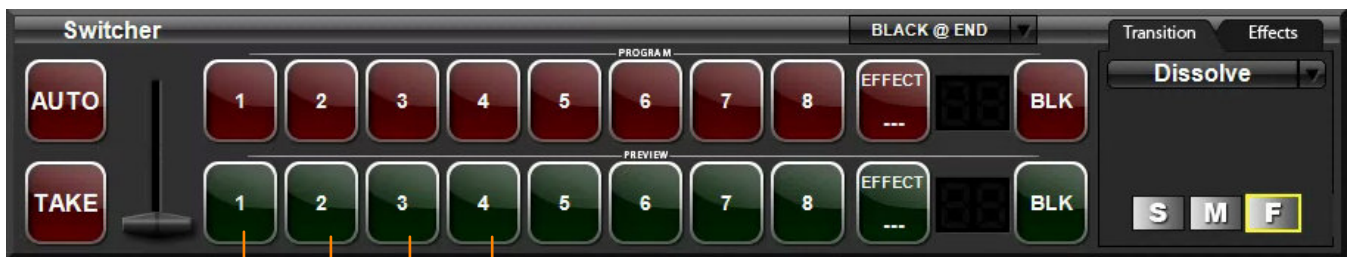 Switcher
BLACK @ END
Transition
Effects
PROGRAM
Dissolve
AUTO
1 2 3 4 5 6 7 8
EFFECT
---
BLK
PREVIEW
TAKE
1 2 3 4 5 6 7 8
EFFECT
---
BLK
S M F